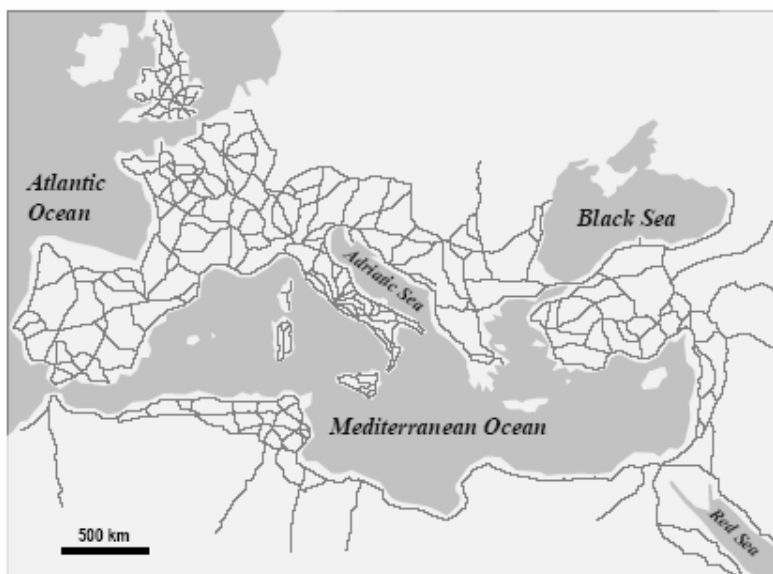 Atlantic
Ocean
Black Sea
Adriatic Sea
Mediterranean Ocean
500 km
Red Sea